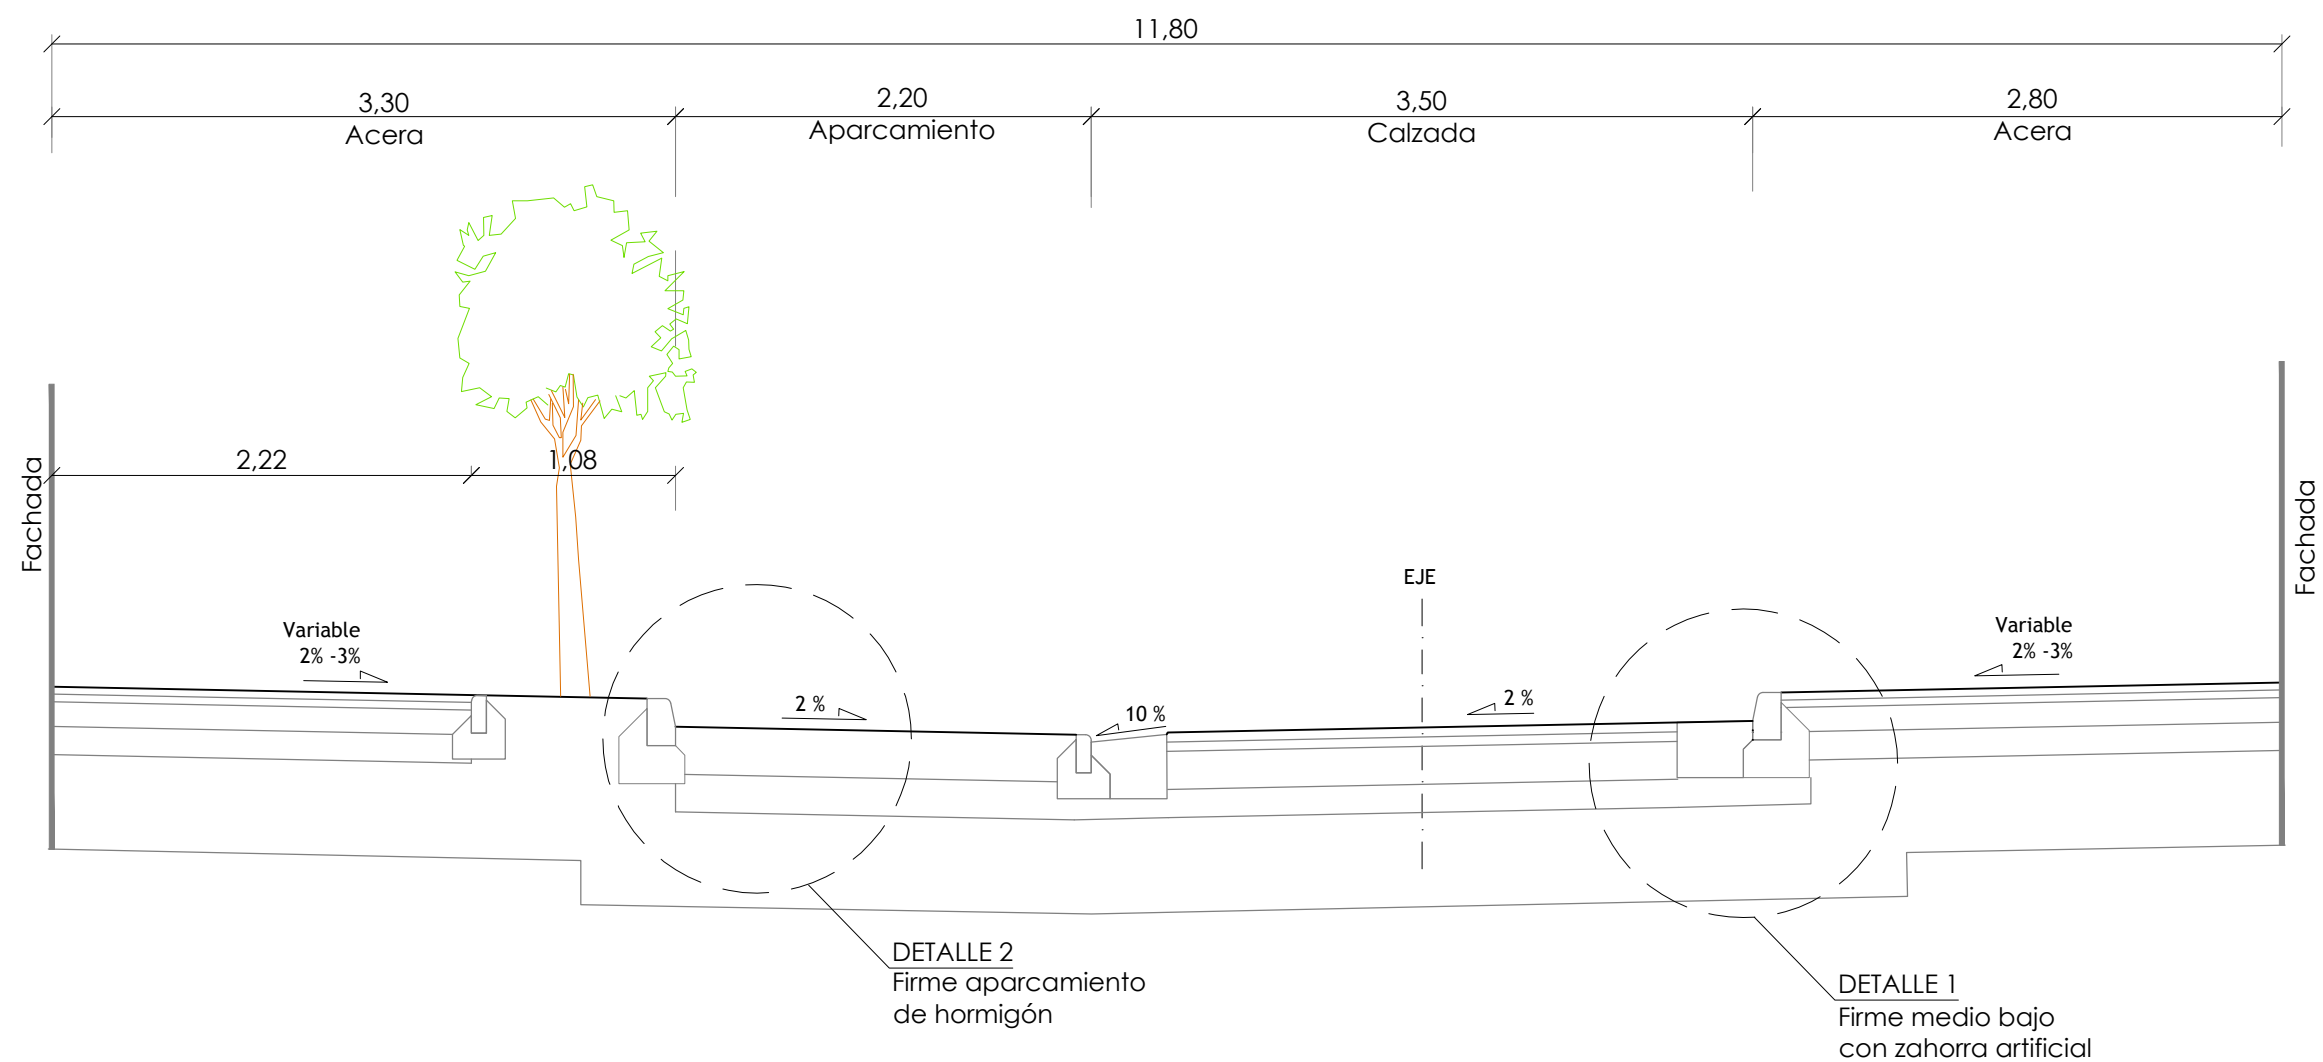 11,80
3,30
2,20
3,50
2,80
Acera
Aparcamiento
Calzada
Acera
2,22
1,08
Fachada
Fachada
EJE
Variable
2% -3%
Variable
2% -3%
2 %
10 %
2 %
DETALLE 2
Firme aparcamiento
de hormigón
DETALLE 1
Firme medio bajo
con zahorra artificial